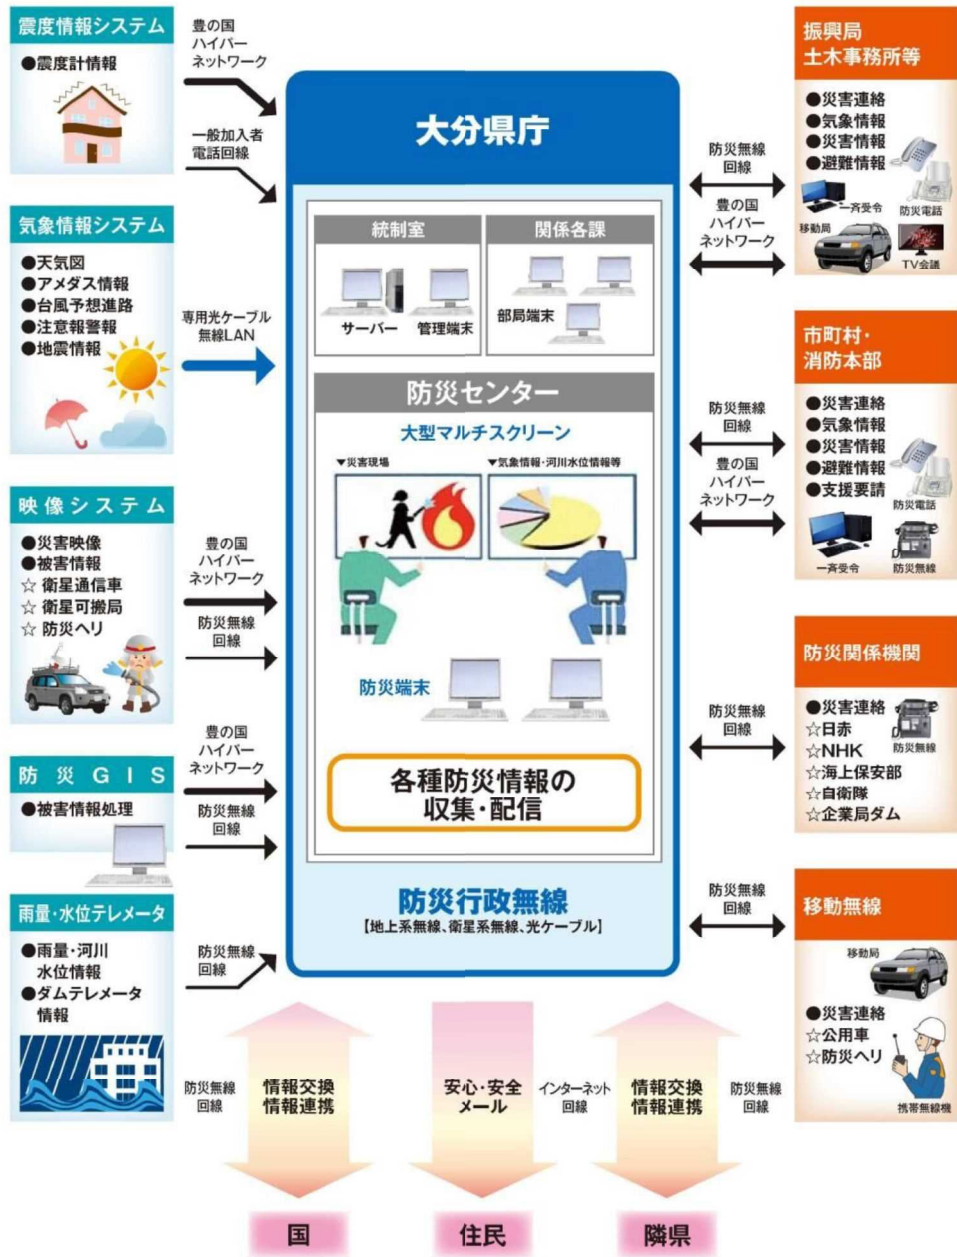 震度情報システム
●震度計情報
豊の国
ハイパー
ネットワーク
一般加入者
電話回線
気象情報システム
●天気図
●アメダス情報
●台風予想進路
●注意報警報
●地震情報
専用光ケーブル
無線LAN
映像システム
●災害映像
●被害情報
☆ 衛星通信車
☆ 衛星可搬局
☆ 防災ヘリ
豊の国
ハイパー
ネットワーク
防災無線
回線
防災GIS
●被害情報処理
豊の国
ハイパー
ネットワーク
防災無線
回線
雨量・水位テレメータ
●雨量・河川
水位情報
●ダムテレメータ
情報
防災無線
回線
大分県庁
統制室
サーバー
管理端末
関係各課
部局端末
防災センター
大型マルチスクリーン
▼災害現場
▼気象情報・河川水位情報等
防災端末
各種防災情報の
収集・配信
防災行政無線
【地上系無線、衛星系無線、光ケーブル】
防災無線
回線
豊の国
ハイパー
ネットワーク
振興局
土木事務所等
●災害連絡
●気象情報
●災害情報
●避難情報
一斉受令
防災電話
移動局
TV会議
防災無線
回線
豊の国
ハイパー
ネットワーク
市町村・
消防本部
●災害連絡
●気象情報
●災害情報
●避難情報
●支援要請
防災電話
一斉受令
防災無線
防災無線
回線
防災関係機関
●災害連絡
☆日赤
☆NHK
☆海上保安部
☆自衛隊
☆企業局ダム
防災無線
防災無線
回線
移動無線
移動局
●災害連絡
☆公用車
☆防災ヘリ
携帯無線機
防災無線
回線
情報交換
情報連携
安心・安全
メール
インターネット
回線
情報交換
情報連携
防災無線
回線
国
住民
隣県